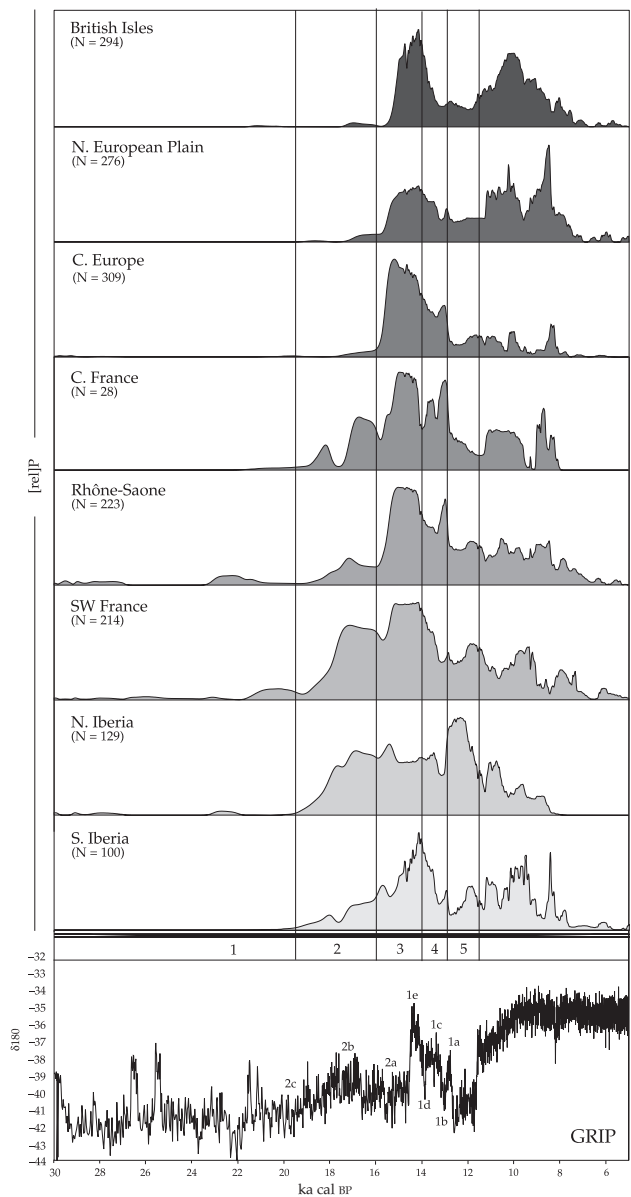 British Isles
(N = 294)
N. European Plain
(N = 276)
C. Europe
(N = 309)
C. France
(N = 28)
[rel]P
Rhône-Saone
(N = 223)
SW France
(N = 214)
N. Iberia
(N = 129)
S. Iberia
(N = 100)
1 2 3 4 5
−32
−33
−34
−35
−36
−37
−38
−39
−40
−41
−42
−43
−44
δ180
2c 2b 2a 1e 1d 1c 1b 1a
GRIP
30 28 26 24 22 20 18 16 14 12 10 8 6
ka cal BP